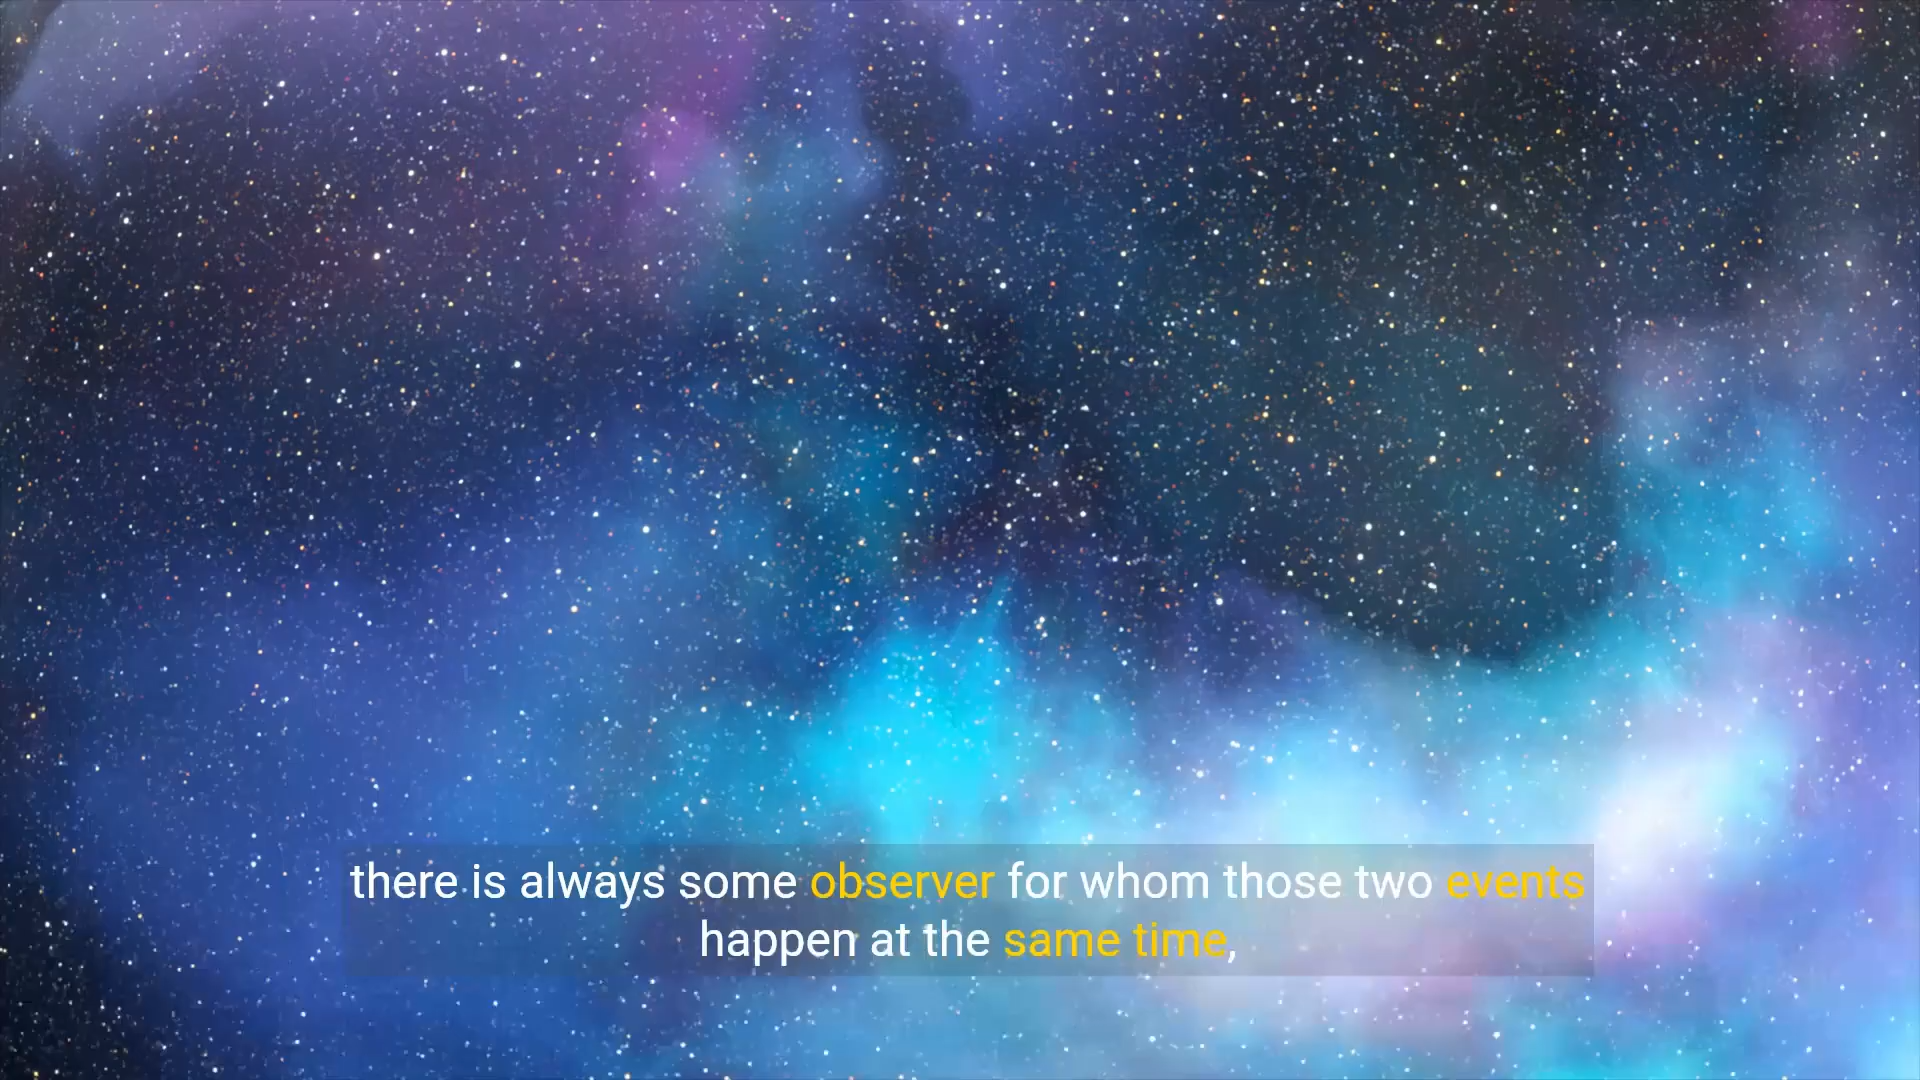 there is always some observer for whom those two events
happen at the same time,